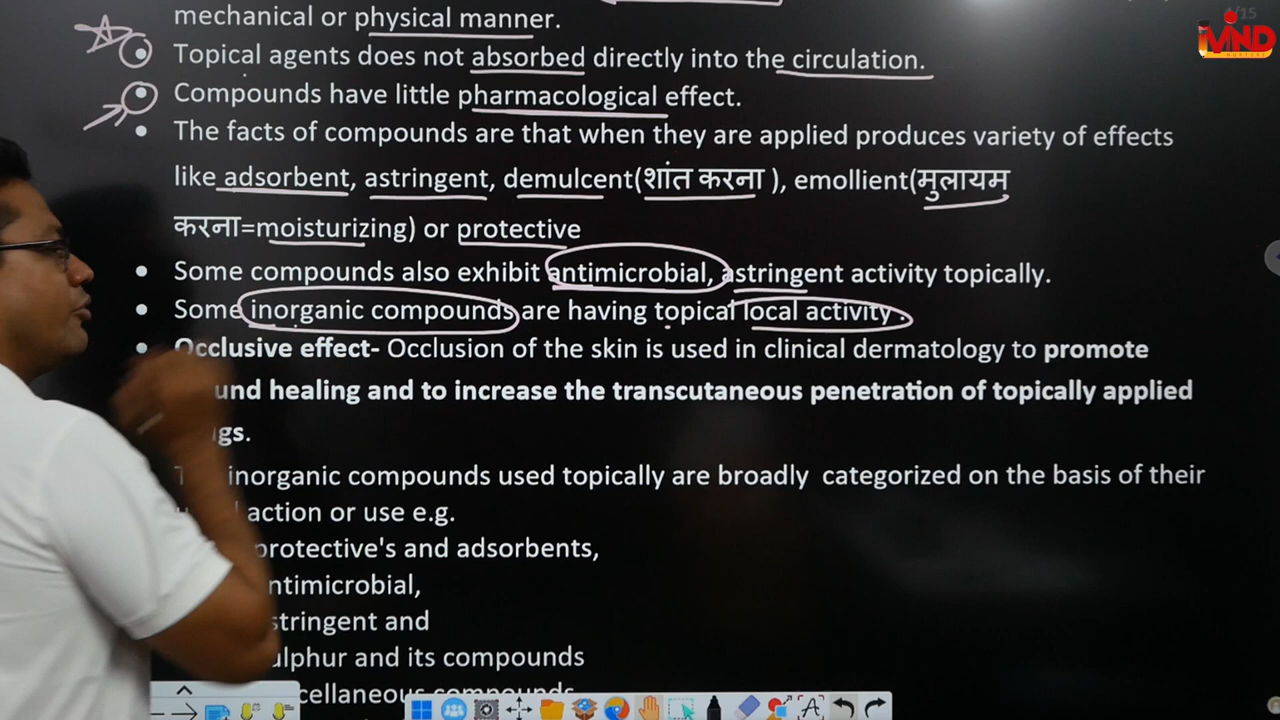 mechanical or physical manner.
Topical agents does not absorbed directly into the circulation.
Compounds have little pharmacological effect.
The facts of compounds are that when they are applied produces variety of effects
like adsorbent, astringent, demulcent(शांत करना ), emollient(मुलायम
करना=moisturizing) or protective
Some compounds also exhibit antimicrobial, astringent activity topically.
Some inorganic compounds are having topical local activity .
Occlusive effect- Occlusion of the skin is used in clinical dermatology to promote
und healing and to increase the transcutaneous penetration of topically applied
gs.
inorganic compounds used topically are broadly categorized on the basis of their
action or use e.g.
protective's and adsorbents,
ntimicrobial,
stringent and
ulphur and its compounds
cellaneous compounds
/15
iVIND